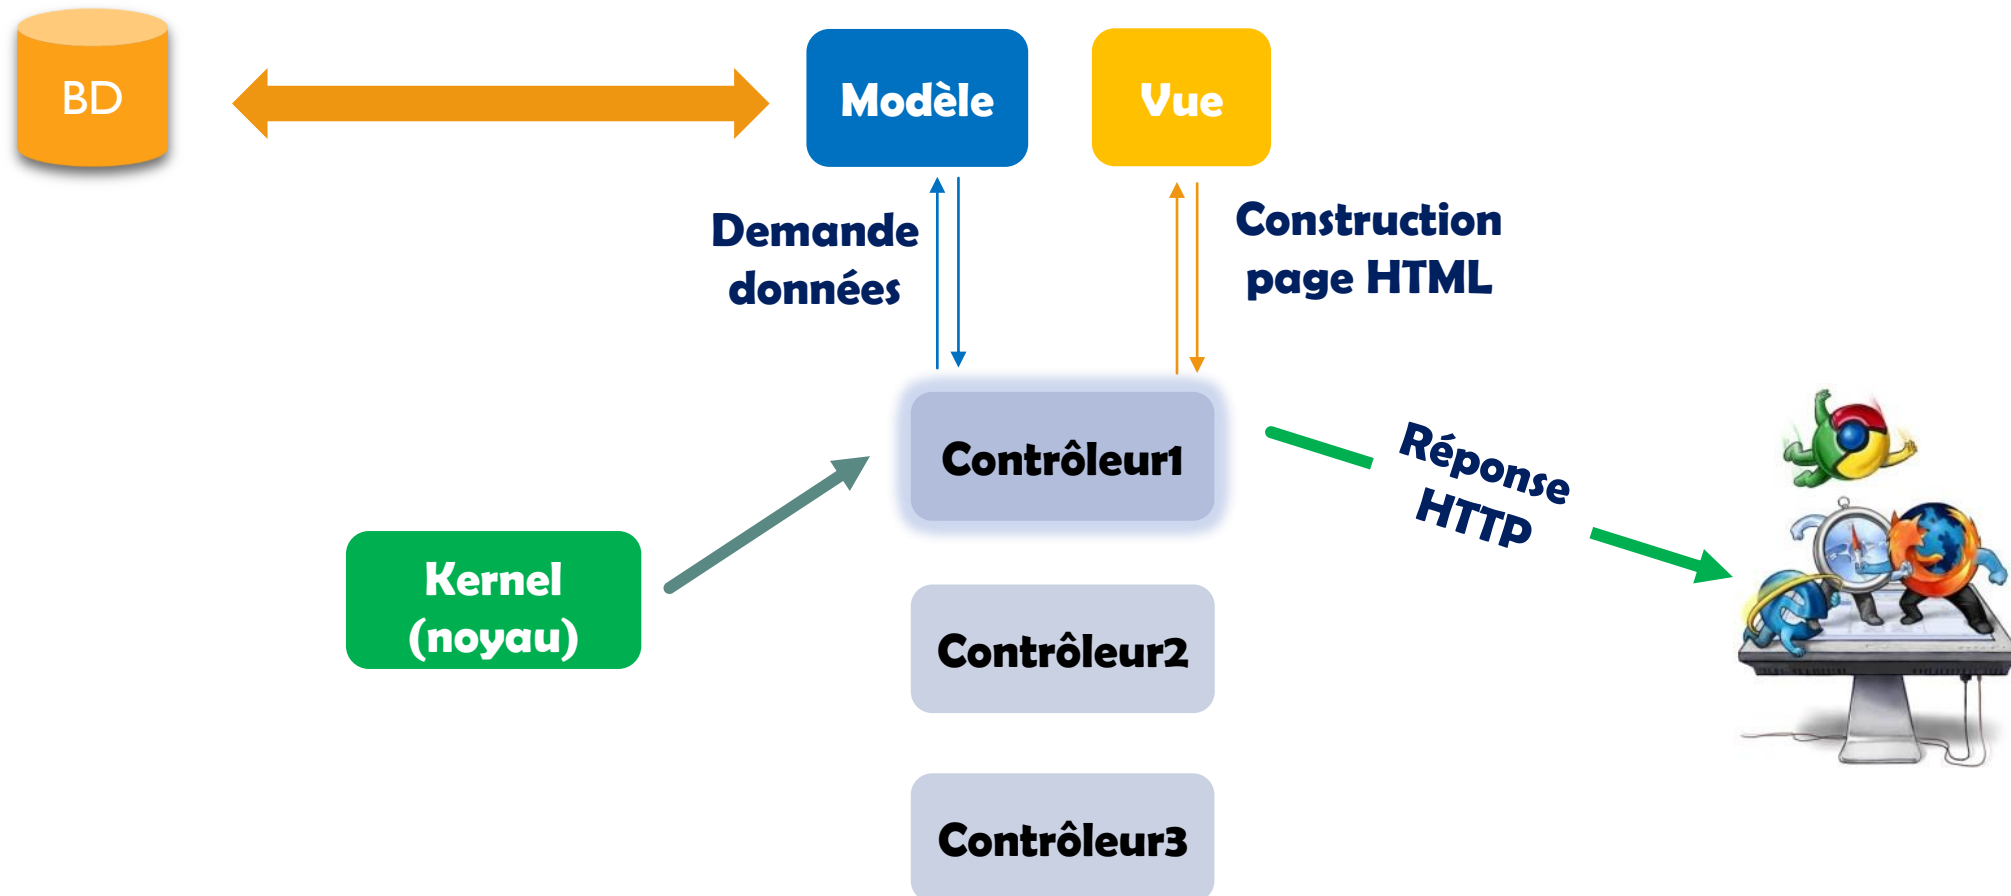 BD
Modèle
Vue
Demande
données
Construction
page HTML
Contrôleur1
Réponse
HTTP
Kernel
(noyau)
Contrôleur2
Contrôleur3